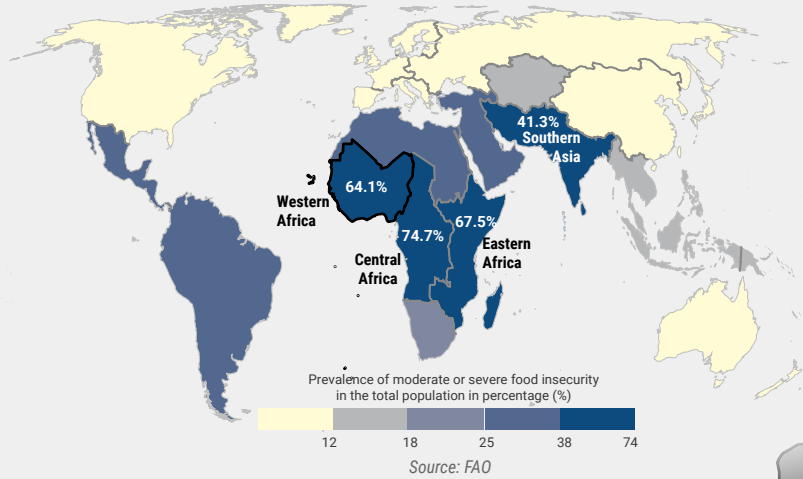 41.3%
Southern
Asia
64.1%
Western
Africa
67.5%
74.7%
Eastern
Africa
Central
Africa
Prevalence of moderate or severe food insecurity
in the total population in percentage (%)
12 18 25 38 74
Source: FAO